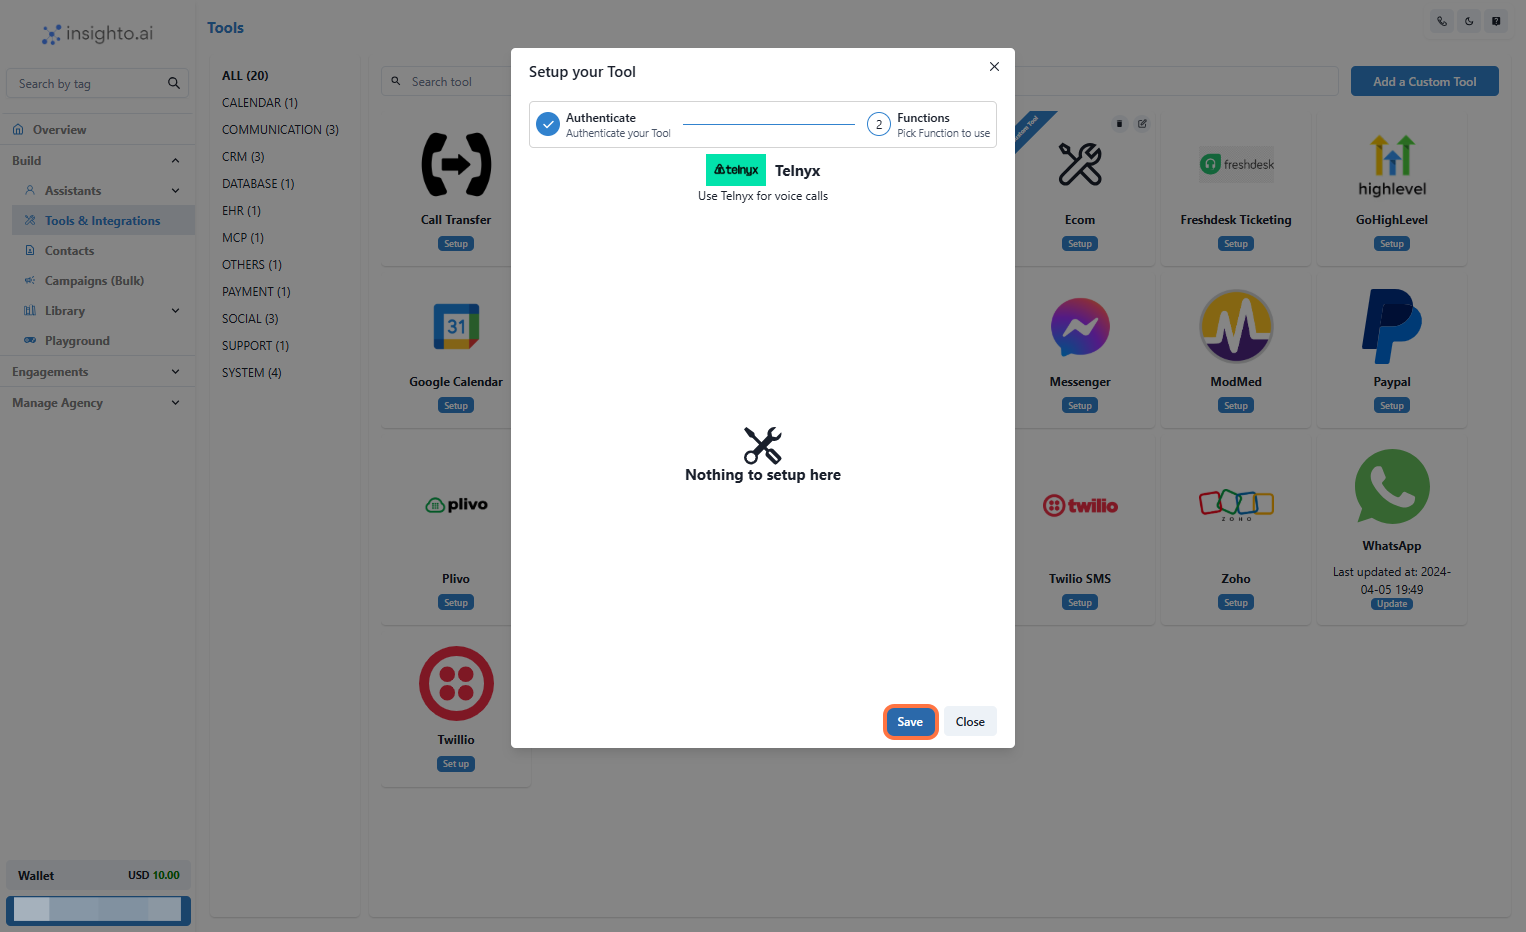 insighto.ai
Search by tag
Overview
Build
Assistants
Tools & Integrations
Contacts
Campaigns (Bulk)
Library
Playground
Engagements
Manage Agency
Wallet
USD 10.00
Tools
ALL (20)
CALENDAR (1)
COMMUNICATION (3)
CRM (3)
DATABASE (1)
EHR (1)
MCP (1)
OTHERS (1)
PAYMENT (1)
SOCIAL (3)
SUPPORT (1)
SYSTEM (4)
Search tool
Add a Custom Tool
Call Transfer
Setup
Custom Tool
Ecom
Setup
freshdesk
Freshdesk Ticketing
Setup
highlevel
GoHighLevel
Setup
31
Google Calendar
Setup
Messenger
Setup
ModMed
Setup
Paypal
Setup
plivo
Plivo
Setup
twilio
Twilio SMS
Setup
ZOHO
Zoho
Setup
WhatsApp
Last updated at: 2024-
04-05 19:49
Update
Twillio
Set up
Setup your Tool
Authenticate
Authenticate your Tool
2
Functions
Pick Function to use
telnyx
Telnyx
Use Telnyx for voice calls
Nothing to setup here
Save
Close